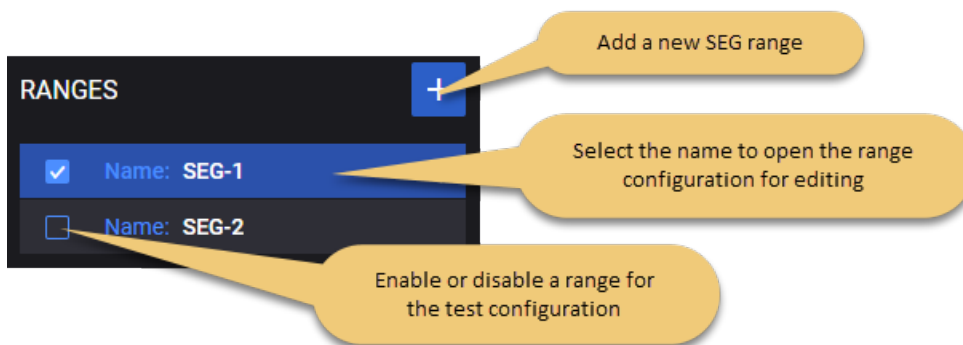 Add a new SEG range
RANGES
+
Select the name to open the range
configuration for editing
Name: SEG-1
Name: SEG-2
Enable or disable a range for
the test configuration